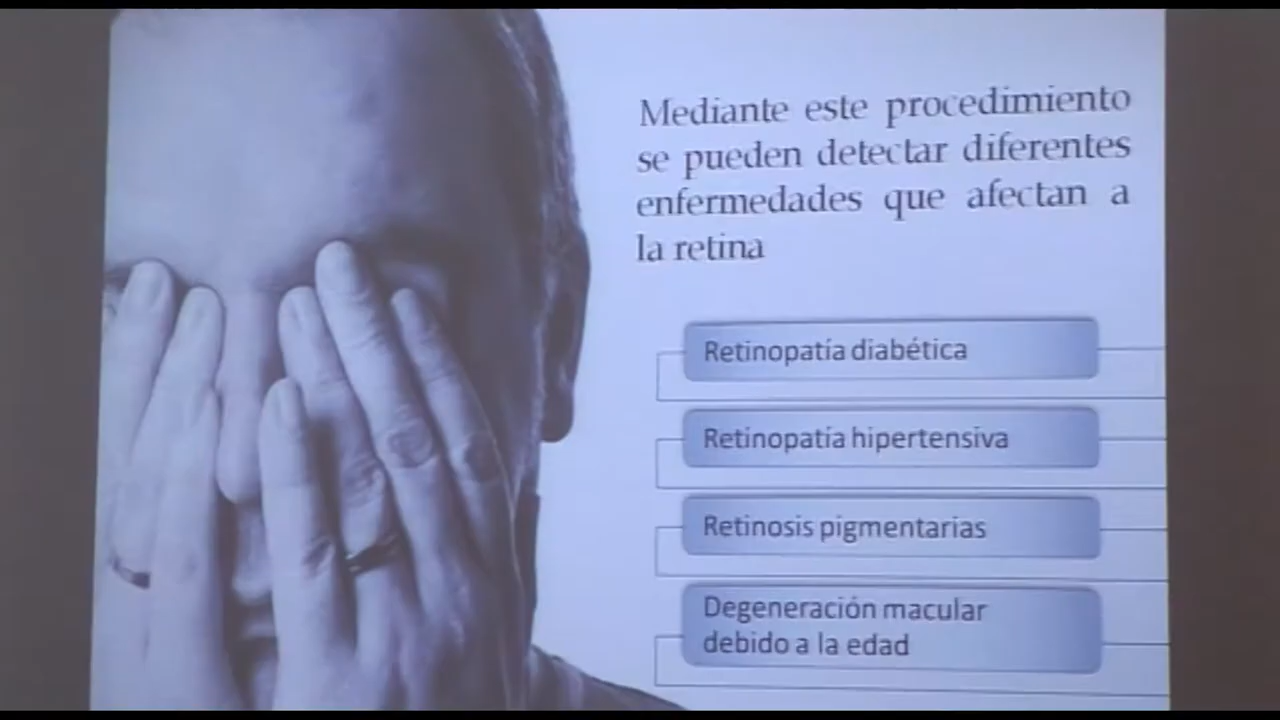 Mediante este procedimiento
se pueden detectar diferentes
enfermedades que afectan a
la retina
Retinopatía diabética
Retinopatía hipertensiva
Retinosis pigmentarias
Degeneración macular
debido a la edad